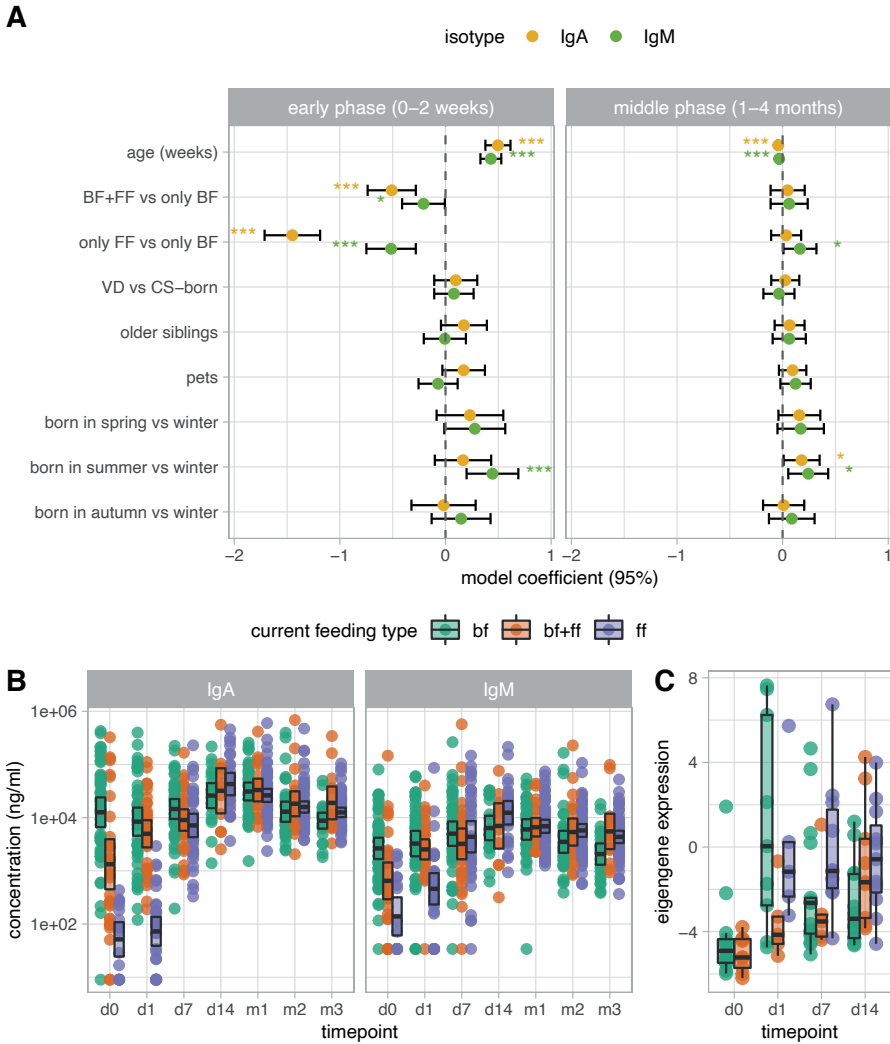 A
isotype IgA IgM
early phase (0−2 weeks) middle phase (1−4 months)
age (weeks) *** *** *** ***
BF+FF vs only BF *** *
only FF vs only BF *** *** *
VD vs CS−born
older siblings
pets
born in spring vs winter
born in summer vs winter *** * *
born in autumn vs winter
−2 −1 0 1 −2 −1 0 1
model coefficient (95%)
current feeding type bf bf+ff ff
B C
IgA IgM
concentration (ng/ml)
1e+06
1e+04
1e+02
d0 d1 d7 d14 m1 m2 m3 d0 d1 d7 d14 m1 m2 m3
timepoint
eigengene expression
8
4
0
−4
d0 d1 d7 d14
timepoint